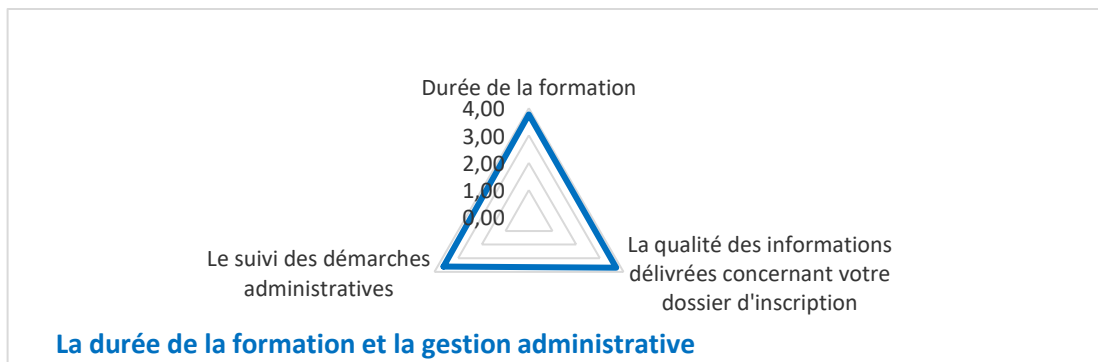 Durée de la formation
4,00
3,00
2,00
1,00
0,00
La qualité des informations
délivrées concernant votre
dossier d'inscription
Le suivi des démarches
administratives
La durée de la formation et la gestion administrative